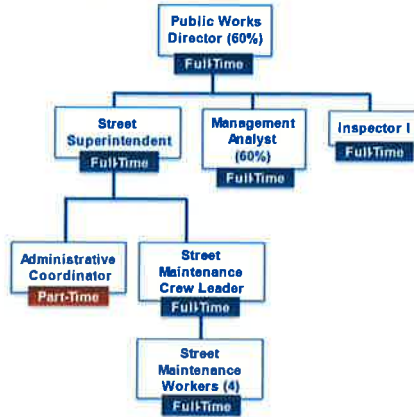 Public Works
Director (60%)
Full-Time
Street
Superintendent
Full-Time
Management
Analyst
(60%)
Full-Time
Inspector I
Full-Time
Administrative
Coordinator
Part-Time
Street
Maintenance
Crew Leader
Full-Time
Street
Maintenance
Workers (4)
Full-Time